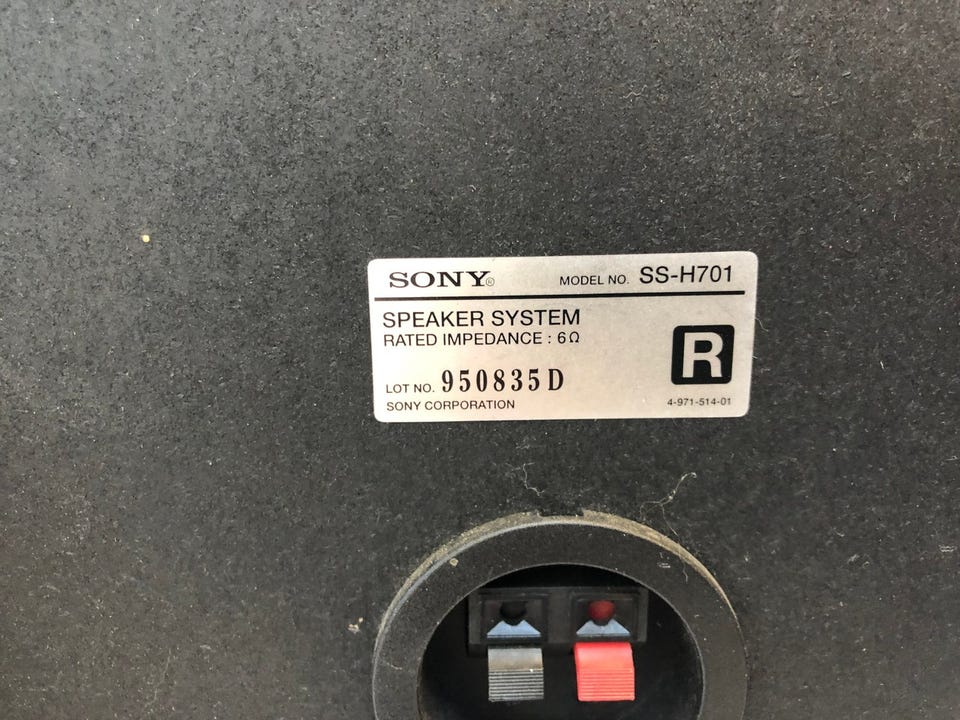 SONY® MODEL NO. SS-H701
SPEAKER SYSTEM
RATED IMPEDANCE : 6Ω
R
LOT NO. 950835D
SONY CORPORATION 4-971-514-01